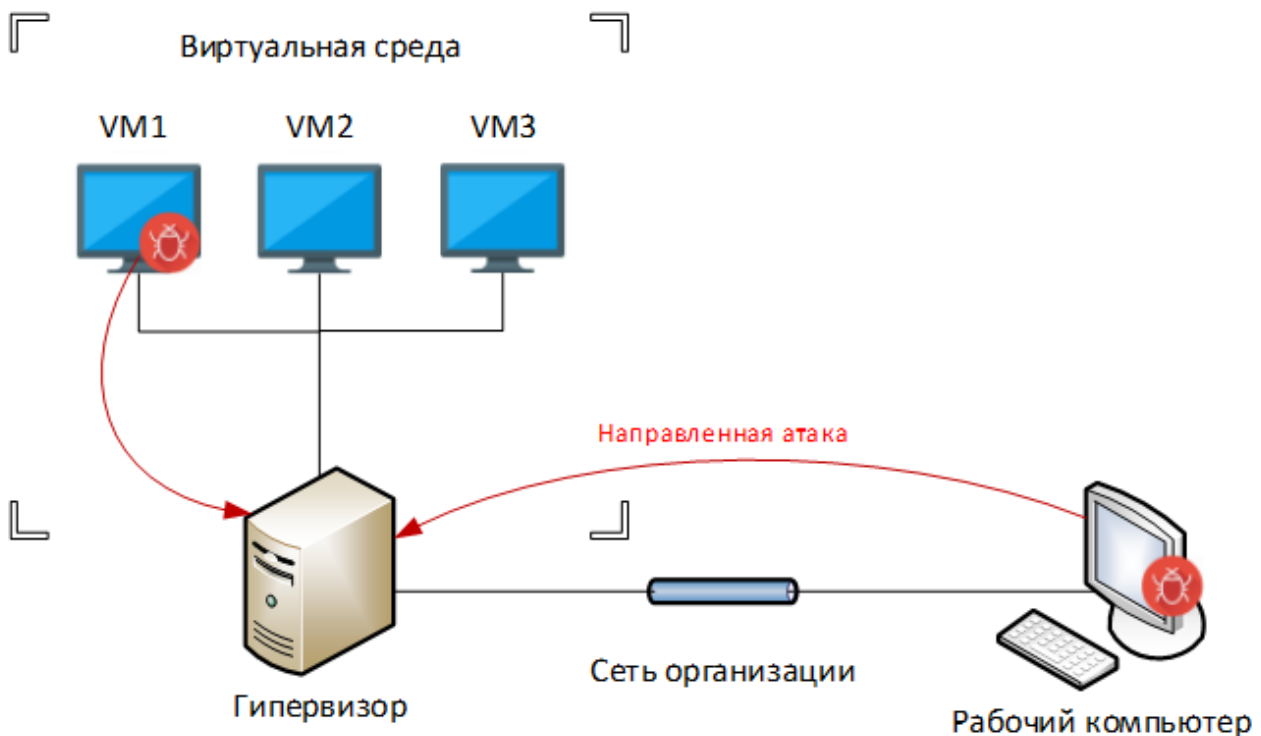 Виртуальная среда
VM1
VM2
VM3
Направленная атака
Сеть организации
Гипервизор
Рабочий компьютер